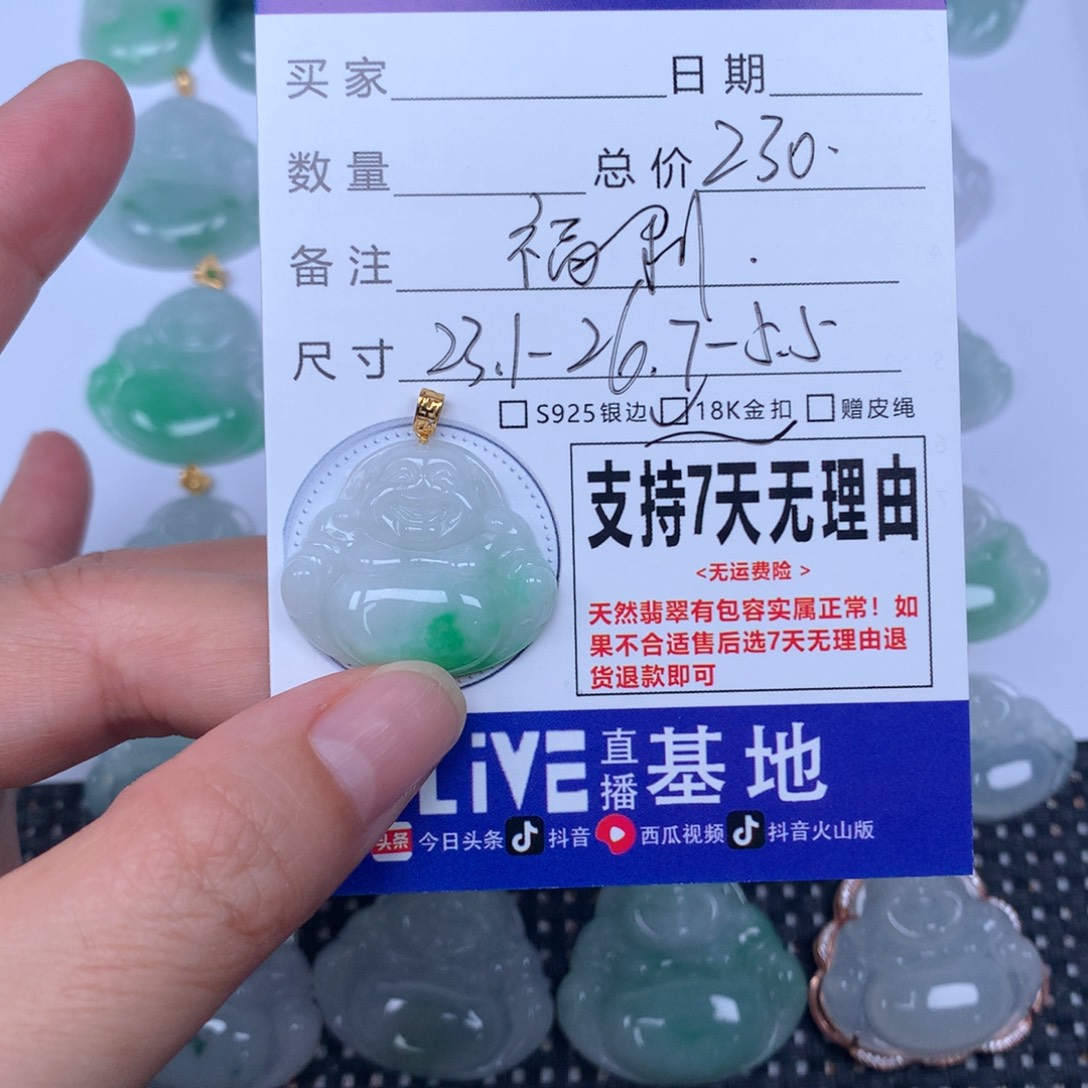 买家 日期
数量 总价 230.
备注 福利.
尺寸 23.1-26.7-5.5
S925银边 18K金扣 赠皮绳
支持7天无理由
<无运费险>
天然翡翠有包容实属正常！如
果不合适售后选7天无理由退
货退款即可
LiVE 直播 基地
头条 今日头条 抖音 西瓜视频 抖音火山版